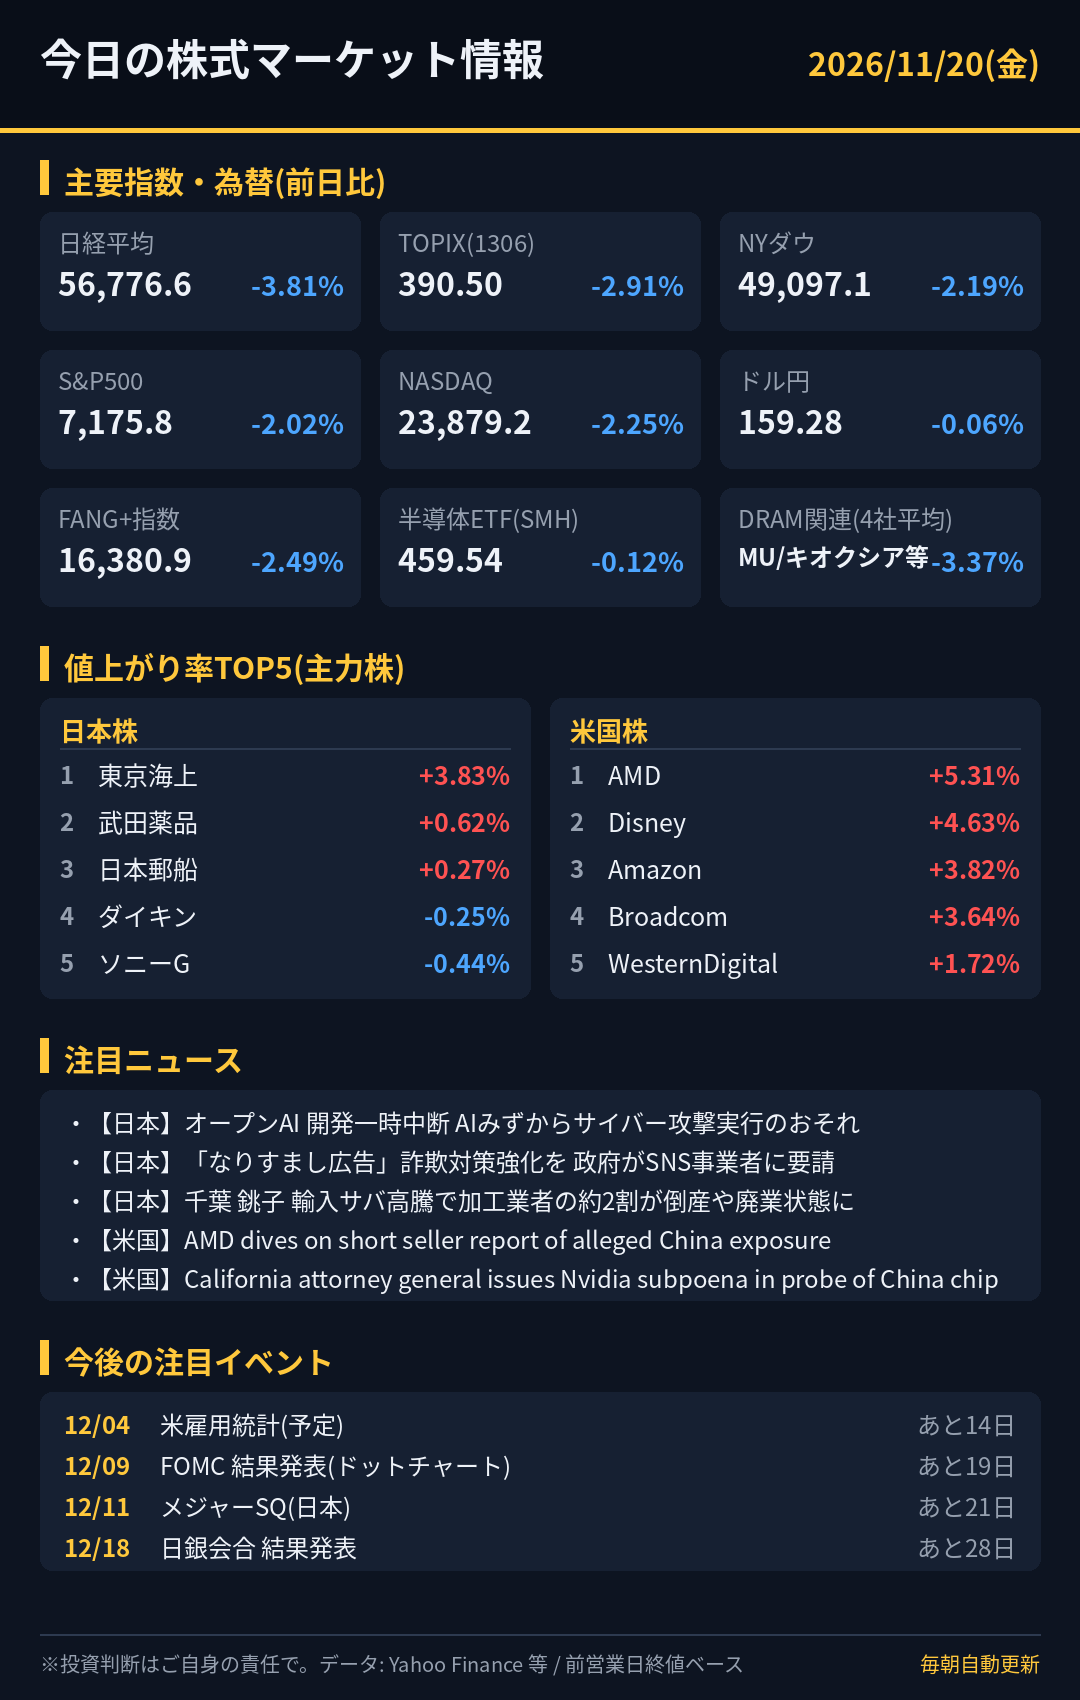 今日の株式マーケット情報 2026/11/20(金)
主要指数・為替(前日比)
日経平均 TOPIX(1306) NYダウ
56,776.6 -3.81% 390.50 -2.91% 49,097.1 -2.19%
S&P500 NASDAQ ドル円
7,175.8 -2.02% 23,879.2 -2.25% 159.28 -0.06%
FANG+指数 半導体ETF(SMH) DRAM関連(4社平均)
16,380.9 -2.49% 459.54 -0.12% MU/キオクシア等 -3.37%
値上がり率TOP5(主力株)
日本株
1 東京海上 +3.83%
2 武田薬品 +0.62%
3 日本郵船 +0.27%
4 ダイキン -0.25%
5 ソニーG -0.44%
米国株
1 AMD +5.31%
2 Disney +4.63%
3 Amazon +3.82%
4 Broadcom +3.64%
5 WesternDigital +1.72%
注目ニュース
・【日本】オープンAI 開発一時中断 AIみずからサイバー攻撃実行のおそれ
・【日本】「なりすまし広告」詐欺対策強化を 政府がSNS事業者に要請
・【日本】千葉 銚子 輸入サバ高騰で加工業者の約2割が倒産や廃業状態に
・【米国】AMD dives on short seller report of alleged China exposure
・【米国】California attorney general issues Nvidia subpoena in probe of China chip
今後の注目イベント
12/04 米雇用統計(予定) あと14日
12/09 FOMC 結果発表(ドットチャート) あと19日
12/11 メジャーSQ(日本) あと21日
12/18 日銀会合 結果発表 あと28日
※投資判断はご自身の責任で。データ: Yahoo Finance 等 / 前営業日終値ベース 毎朝自動更新